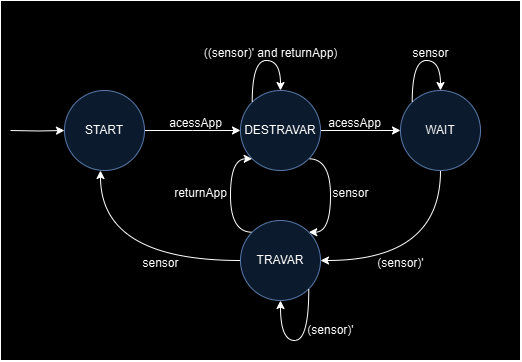 ((sensor)' and returnApp)
sensor
START
acessApp
DESTRAVAR
acessApp
WAIT
returnApp
sensor
sensor
TRAVAR
(sensor)'
(sensor)'